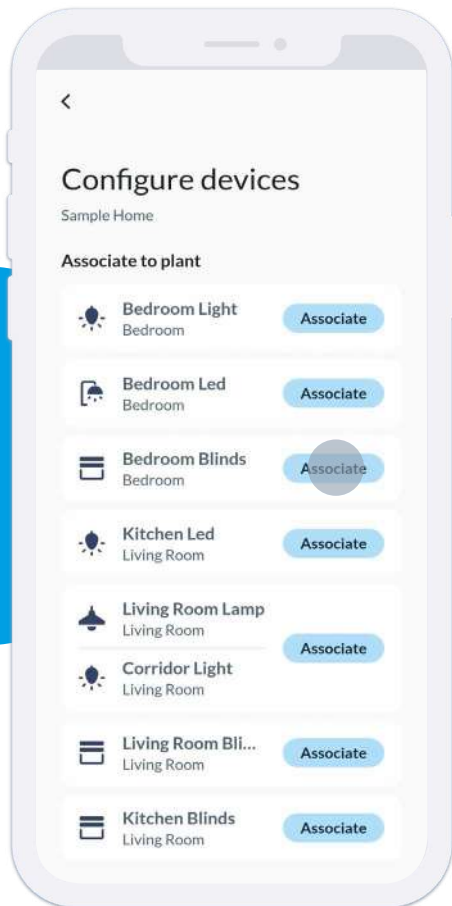 Configure devices
Sample Home
Associate to plant
Bedroom Light
Bedroom
Associate
Bedroom Led
Bedroom
Associate
Bedroom Blinds
Bedroom
Associate
Kitchen Led
Living Room
Associate
Living Room Lamp
Living Room
Associate
Corridor Light
Living Room
Living Room Bli...
Living Room
Associate
Kitchen Blinds
Living Room
Associate